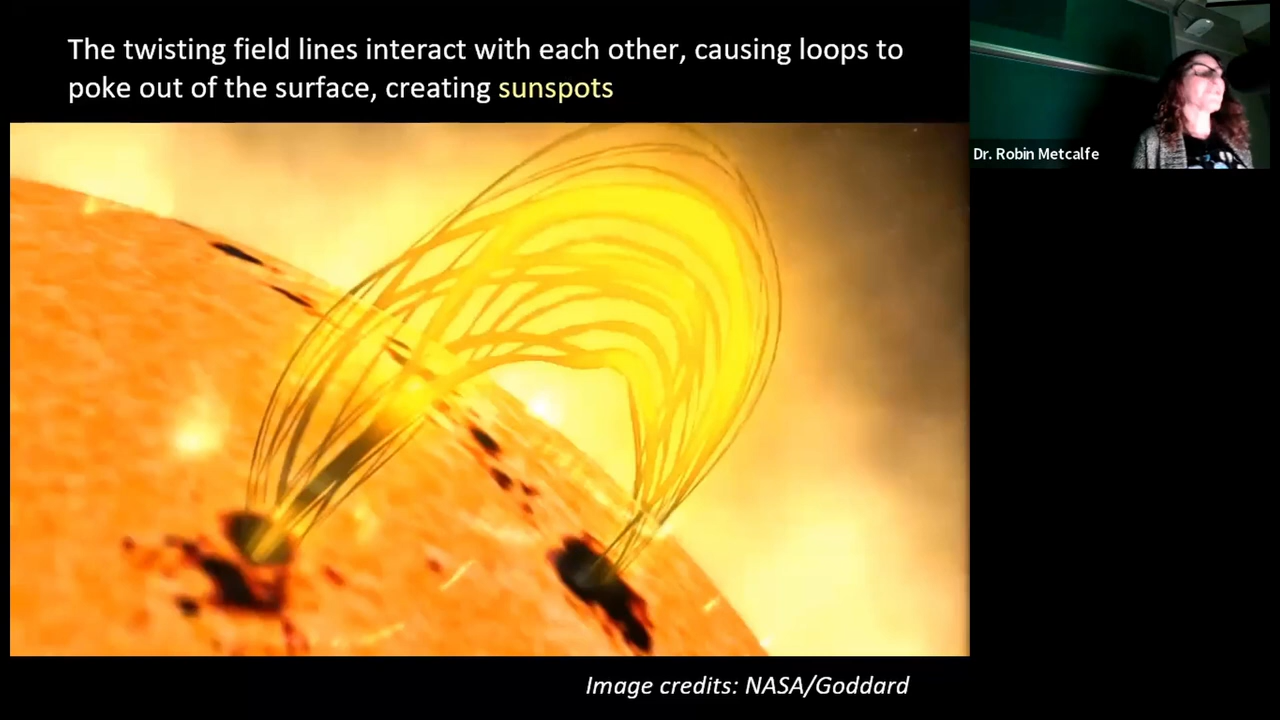 The twisting field lines interact with each other, causing loops to
poke out of the surface, creating sunspots
Dr. Robin Metcalfe
Image credits: NASA/Goddard